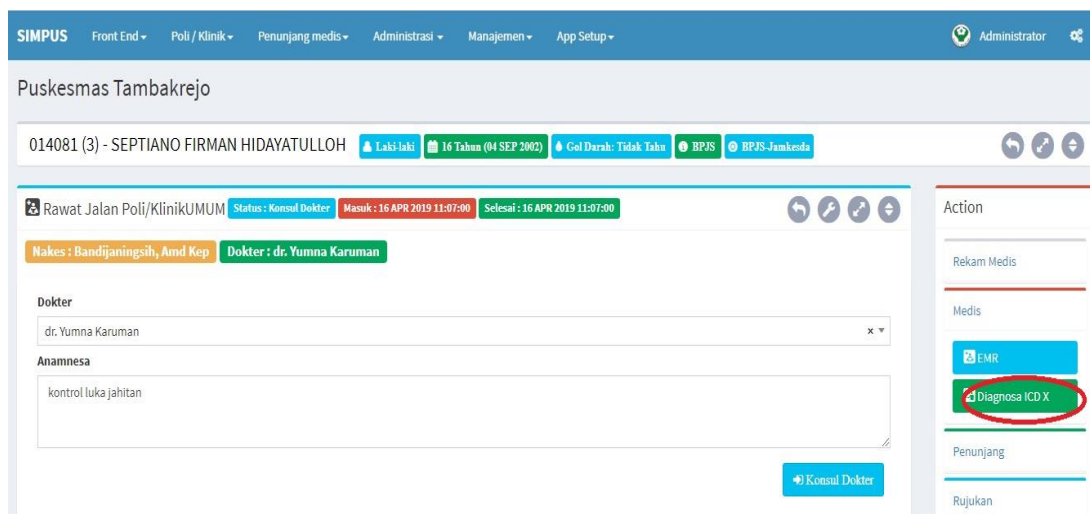 SIMPUS Front End Poli / Klinik Penunjang medis Administrasi Manajemen App Setup Administrator
Puskesmas Tambakrejo
014081 (3) - SEPTIANO FIRMAN HIDAYATULLOH Laki-laki 16 Tahun (04 SEP 2002) Gol Darah: Tidak Tahu BPJS BPJS-Jamkesda
Rawat Jalan Poli/KlinikUMUM Status : Konsul Dokter Masuk : 16 APR 2019 11:07:00 Selesai : 16 APR 2019 11:07:00
Nakes : Bandijaningsih, Amd Kep Dokter : dr. Yumna Karuman
Dokter
dr. Yumna Karuman x
Anamnesa
kontrol luka jahitan
Konsul Dokter
Action
Rekam Medis
Medis
EMR
Diagnosa ICD X
Penunjang
Rujukan